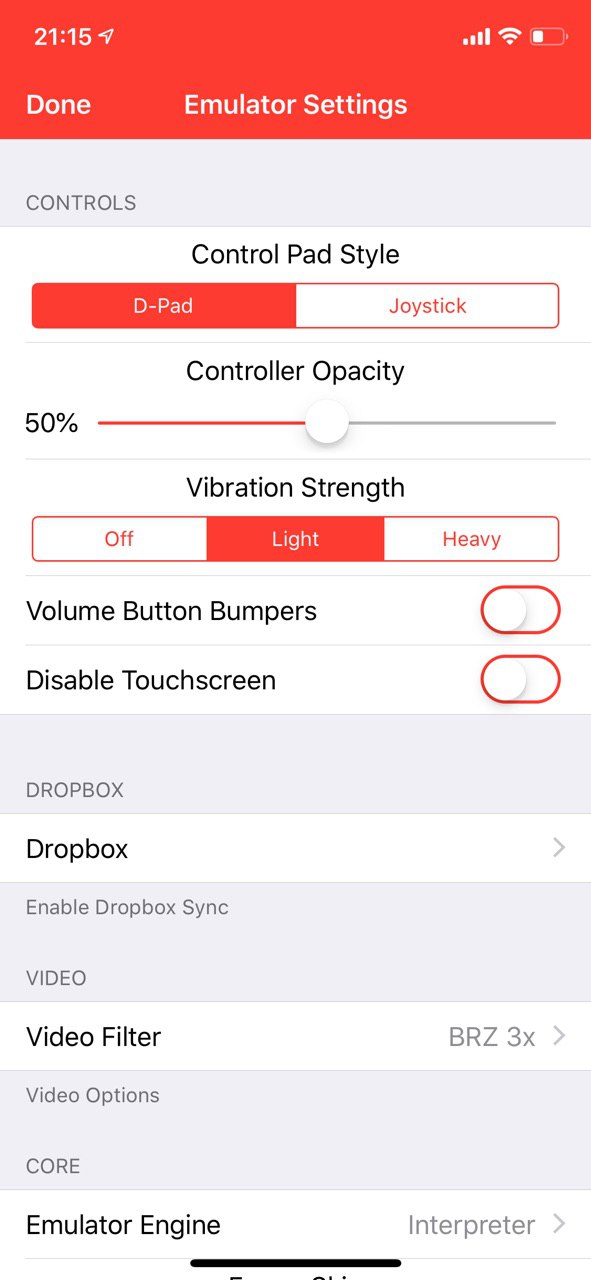 21:15
Done Emulator Settings
CONTROLS
Control Pad Style
D-Pad Joystick
Controller Opacity
50%
Vibration Strength
Off Light Heavy
Volume Button Bumpers
Disable Touchscreen
DROPBOX
Dropbox
Enable Dropbox Sync
VIDEO
Video Filter BRZ 3x
Video Options
CORE
Emulator Engine Interpreter